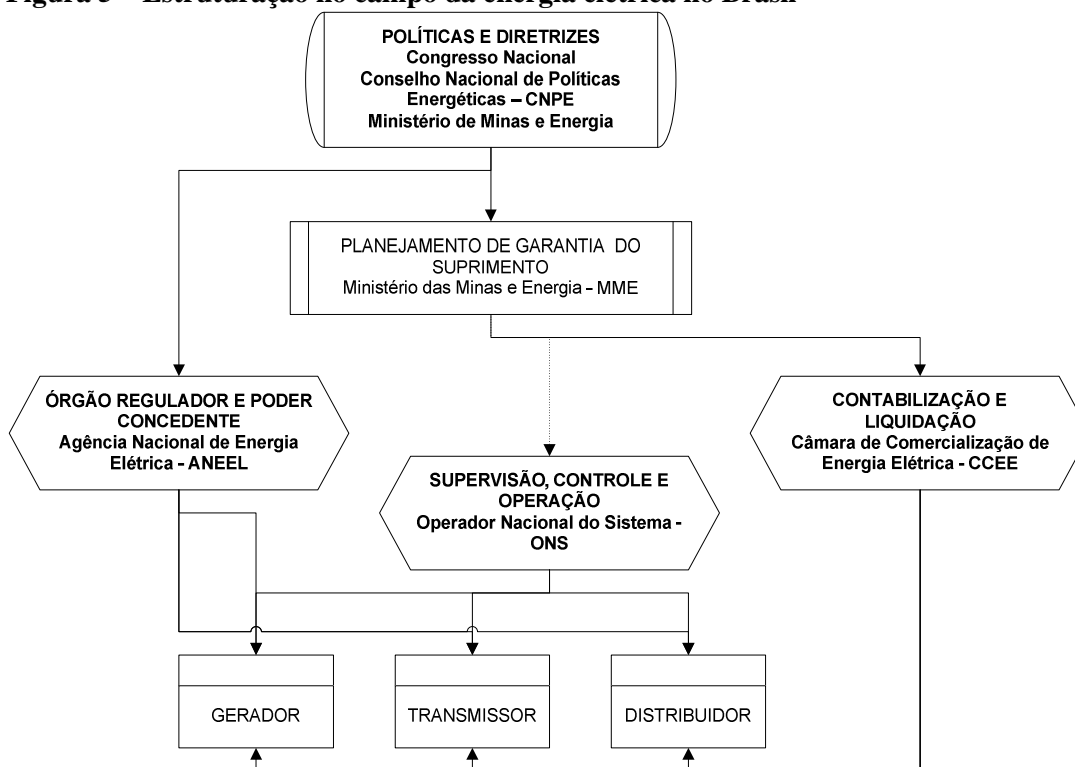 Figura 3 – Estruturação no campo da energia elétrica no Brasil
POLÍTICAS E DIRETRIZES
Congresso Nacional
Conselho Nacional de Políticas
Energéticas – CNPE
Ministério de Minas e Energia
PLANEJAMENTO DE GARANTIA DO
SUPRIMENTO
Ministério das Minas e Energia - MME
ÓRGÃO REGULADOR E PODER
CONCEDENTE
Agência Nacional de Energia
Elétrica - ANEEL
CONTABILIZAÇÃO E
LIQUIDAÇÃO
Câmara de Comercialização de
Energia Elétrica - CCEE
SUPERVISÃO, CONTROLE E
OPERAÇÃO
Operador Nacional do Sistema -
ONS
GERADOR
TRANSMISSOR
DISTRIBUIDOR